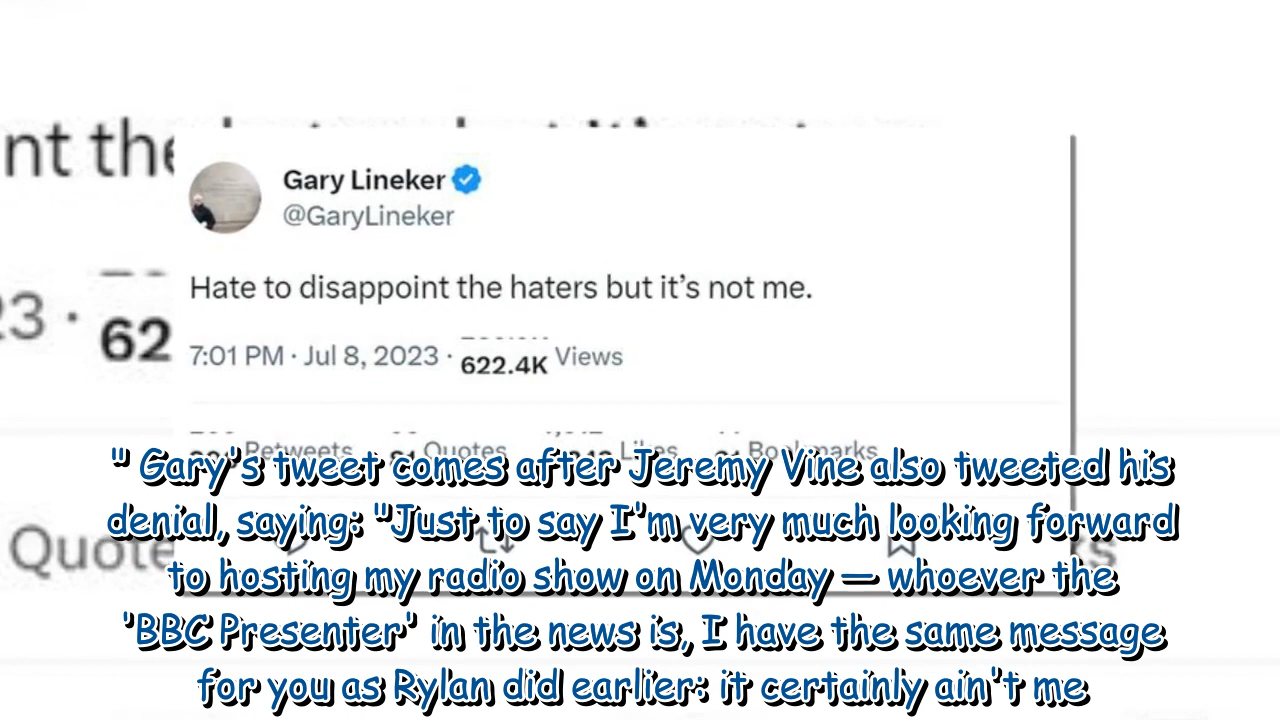 nt the
Gary Lineker
@GaryLineker
Hate to disappoint the haters but it’s not me.
23 ·
62
7:01 PM · Jul 8, 2023 · 622.4K Views
Retweets Quotes Likes Bookmarks
" Gary's tweet comes after Jeremy Vine also tweeted his
denial, saying: "Just to say I'm very much looking forward
Quote
to hosting my radio show on Monday — whoever the
'BBC Presenter' in the news is, I have the same message
for you as Rylan did earlier: it certainly ain't me